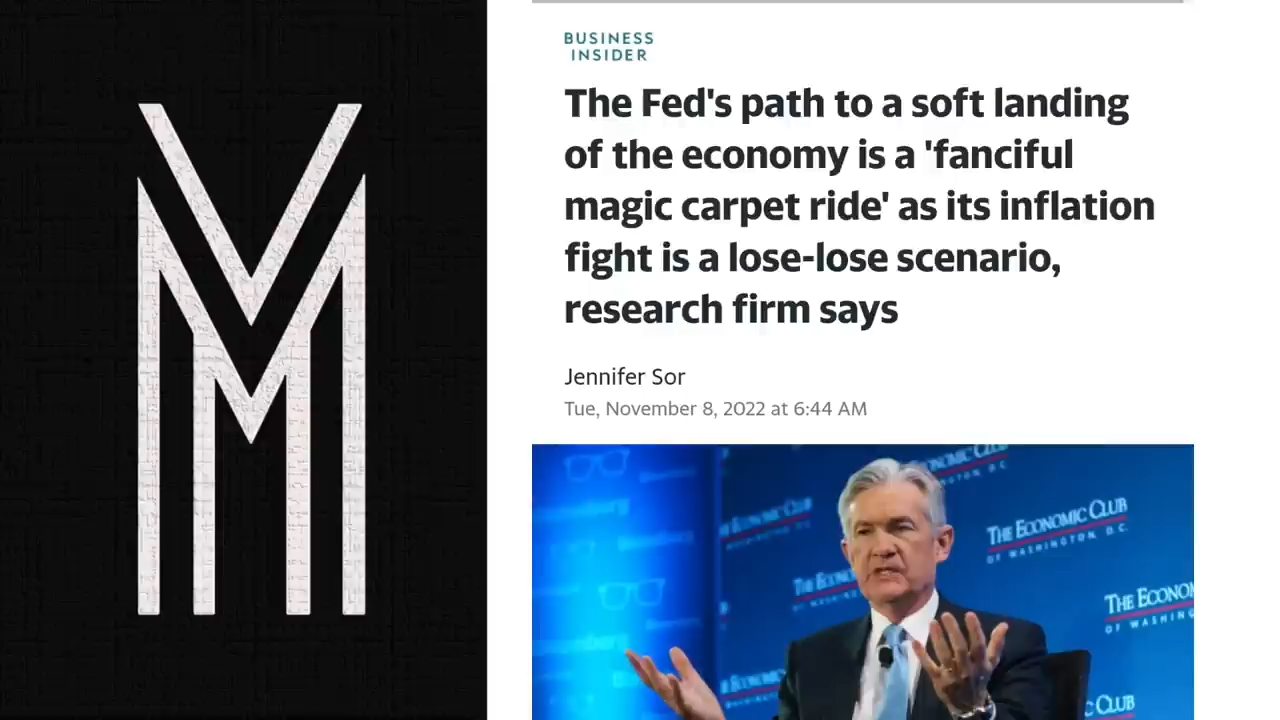 BUSINESS
INSIDER
The Fed's path to a soft landing
of the economy is a 'fanciful
magic carpet ride' as its inflation
fight is a lose-lose scenario,
research firm says
Jennifer Sor
Tue, November 8, 2022 at 6:44 AM
THE ECONOMIC CLUB
OF WASHINGTON, D.C.